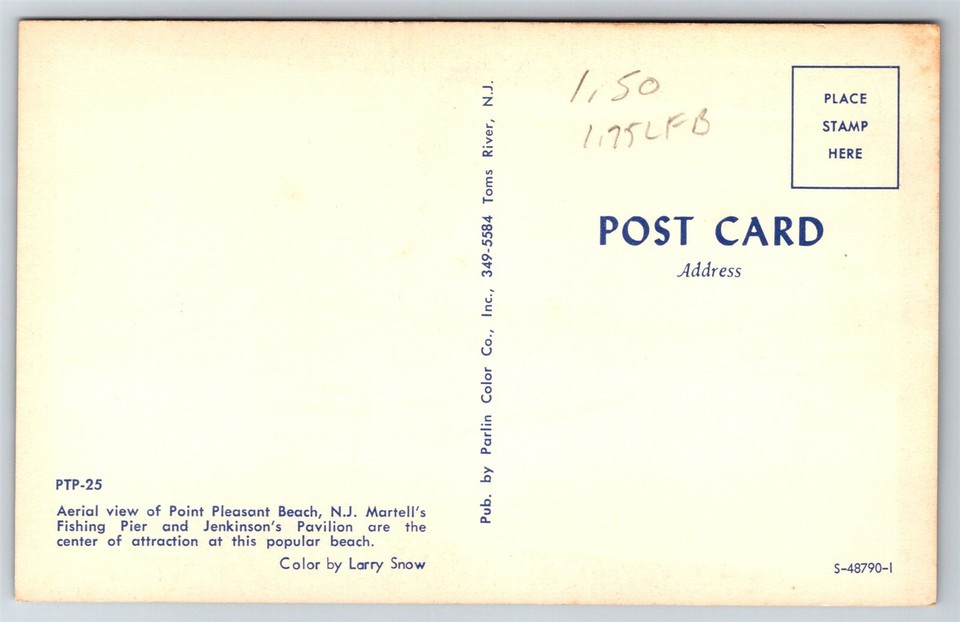 PTP-25
Aerial view of Point Pleasant Beach, N.J. Martell's
Fishing Pier and Jenkinson's Pavilion are the
center of attraction at this popular beach.
Color by Larry Snow
Pub. by Parlin Color Co., Inc., 349-5584 Toms River, N.J.
1.50
1.75LFB
PLACE
STAMP
HERE
POST CARD
Address
S-48790-1